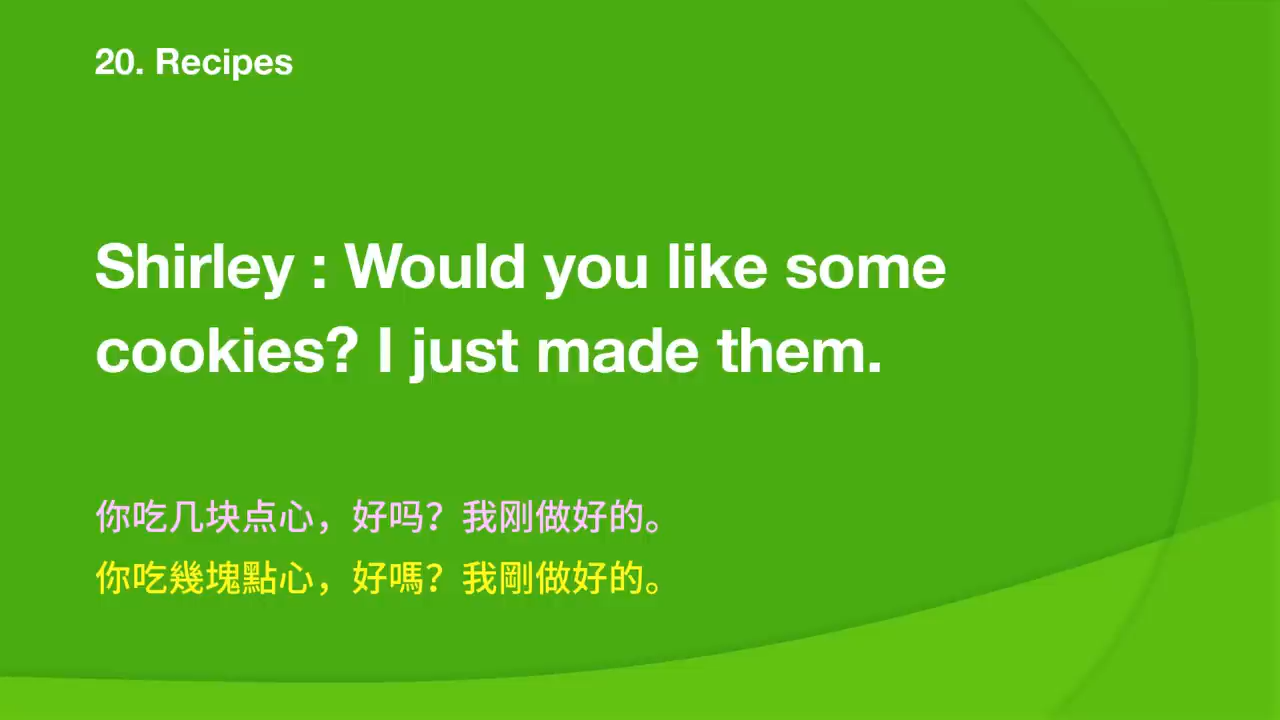 20. Recipes
Shirley : Would you like some
cookies? I just made them.
你吃几块点心，好吗？我刚做好的。
你吃幾塊點心，好嗎？我剛做好的。